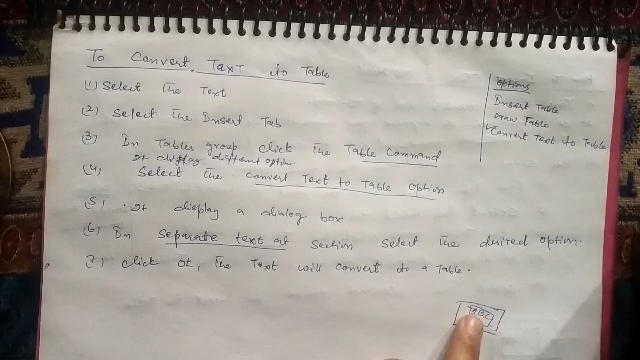 To Convert Text to Table
(1) Select The Text
(2) Select The Insert Tab
(3) In Tables group click The Table Command
It display different option
(4) Select The convert Text to Table option
(5) It display a dialog box
(6) In separate text at section select The desired option.
(7) click ok, The Text will convert to a Table.
options
Insert Table
Draw Table
Convert Text to Table